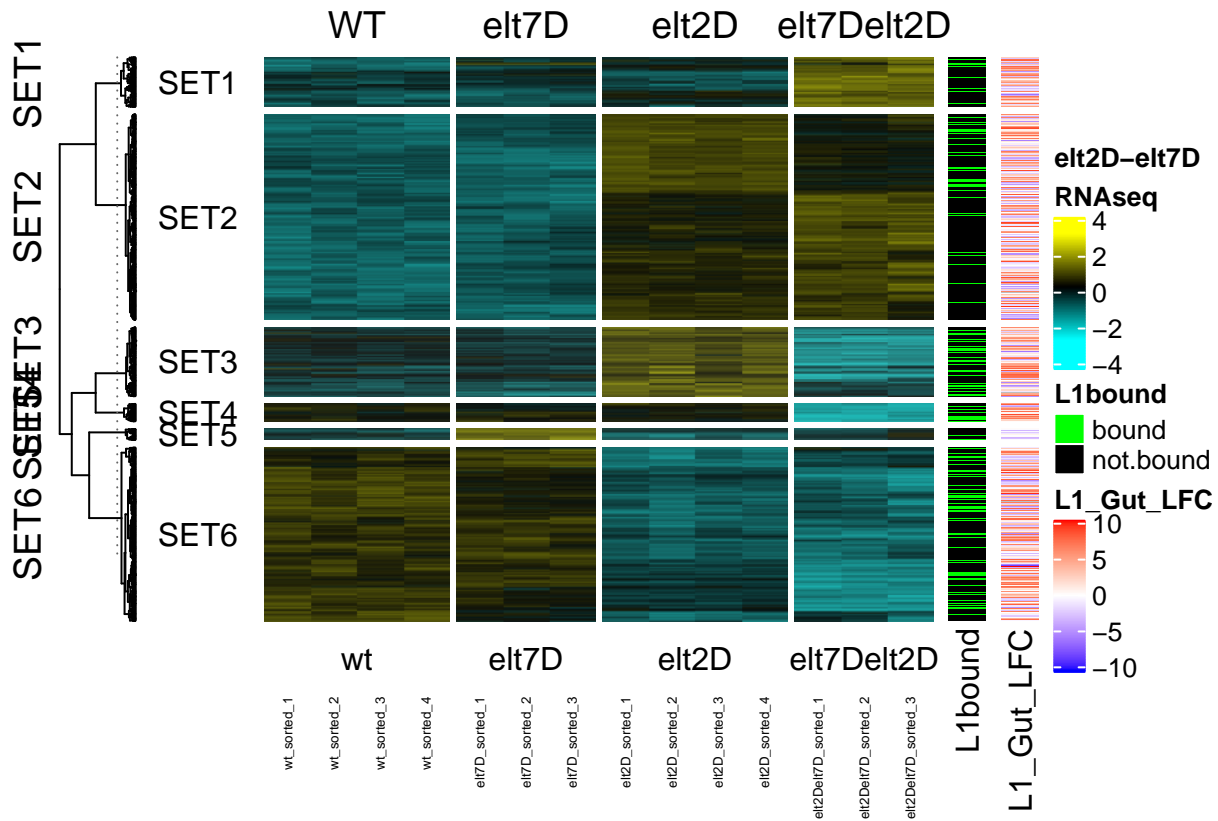 WT
elt7D
elt2D
elt7Delt2D
SET1
SET2
SET3
SET4
SET5
SET6
SET1
SET2
SET3
SET4
SET5
SET6
wt
elt7D
elt2D
elt7Delt2D
wt_sorted_1
wt_sorted_2
wt_sorted_3
wt_sorted_4
elt7D_sorted_1
elt7D_sorted_2
elt7D_sorted_3
elt2D_sorted_1
elt2D_sorted_2
elt2D_sorted_3
elt2D_sorted_4
elt2Delt7D_sorted_1
elt2Delt7D_sorted_2
elt2Delt7D_sorted_3
L1bound
L1_Gut_LFC
elt2D−elt7D
RNAseq
4
2
0
−2
−4
L1bound
bound
not.bound
L1_Gut_LFC
10
5
0
−5
−10